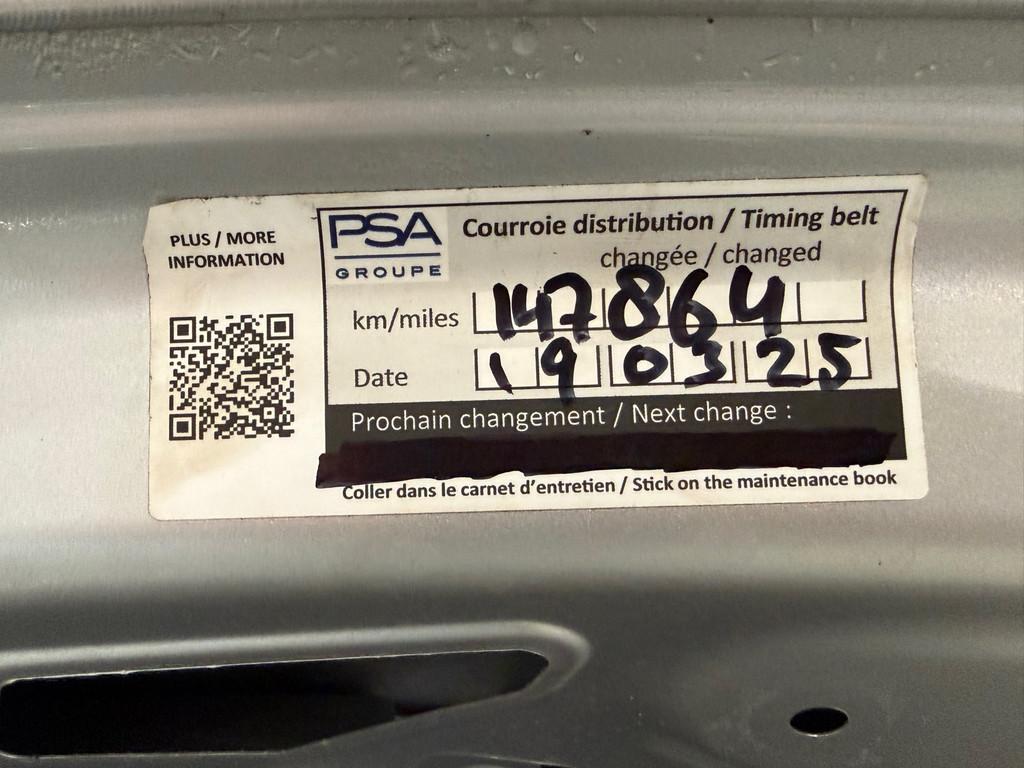 PLUS / MORE
INFORMATION
PSA
GROUPE
Courroie distribution / Timing belt
changée / changed
km/miles 147864
Date 19 03 25
Prochain changement / Next change :
Coller dans le carnet d'entretien / Stick on the maintenance book